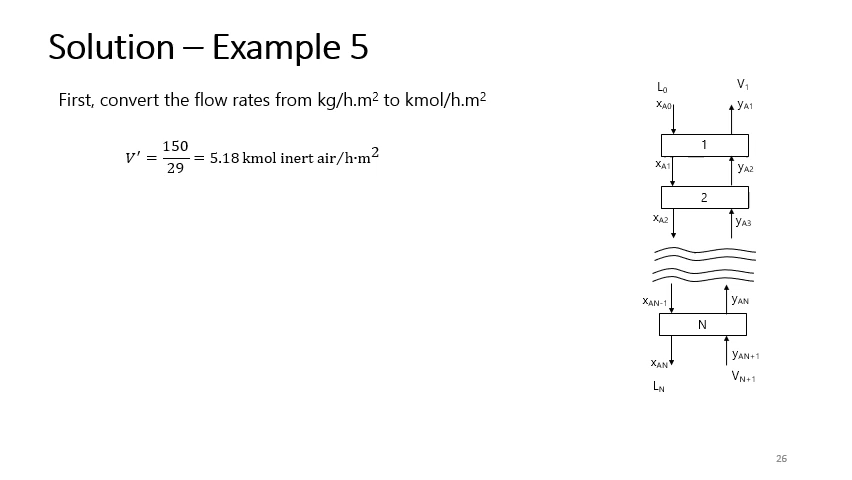 Solution – Example 5
First, convert the flow rates from kg/h.m² to kmol/h.m²
V′ = 150/29 = 5.18 kmol inert air/h·m²
L₀ V₁
x_A0 y_A1
1
x_A1 y_A2
2
x_A2 y_A3
x_AN-1 y_AN
N
x_AN y_AN+1
L_N V_N+1
26